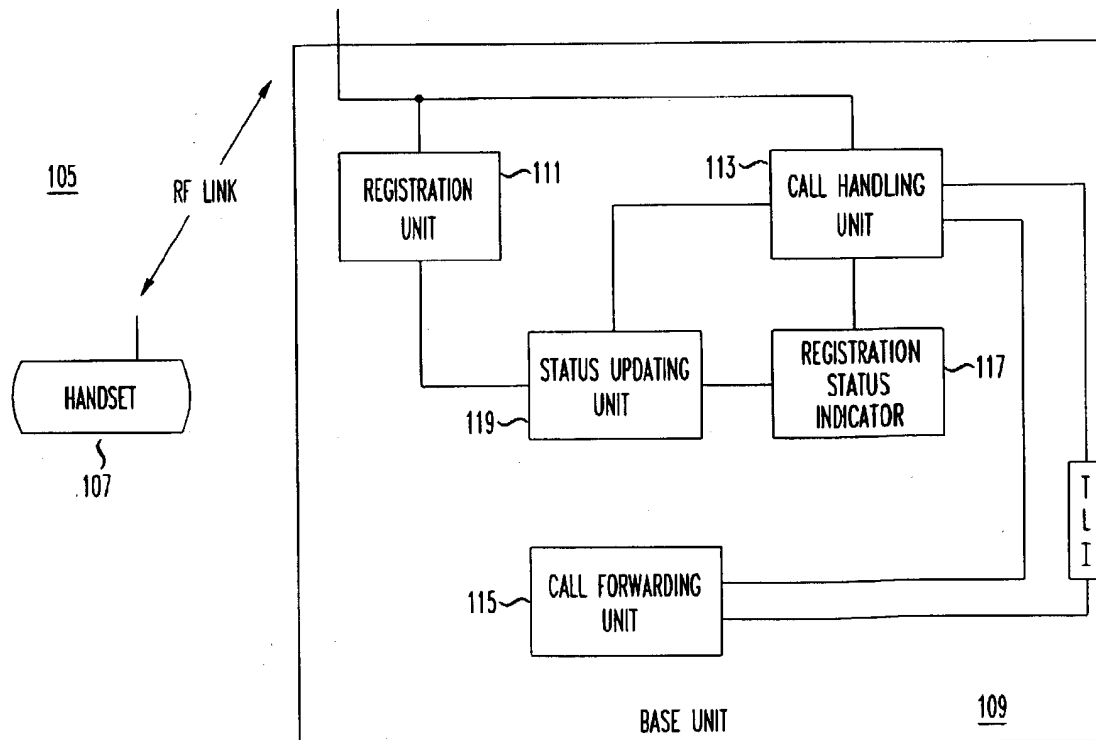 105
RF LINK
HANDSET
107
REGISTRATION
UNIT
111
113
CALL HANDLING
UNIT
STATUS UPDATING
UNIT
119
REGISTRATION
STATUS
INDICATOR
117
T
L
I
CALL FORWARDING
UNIT
115
BASE UNIT
109